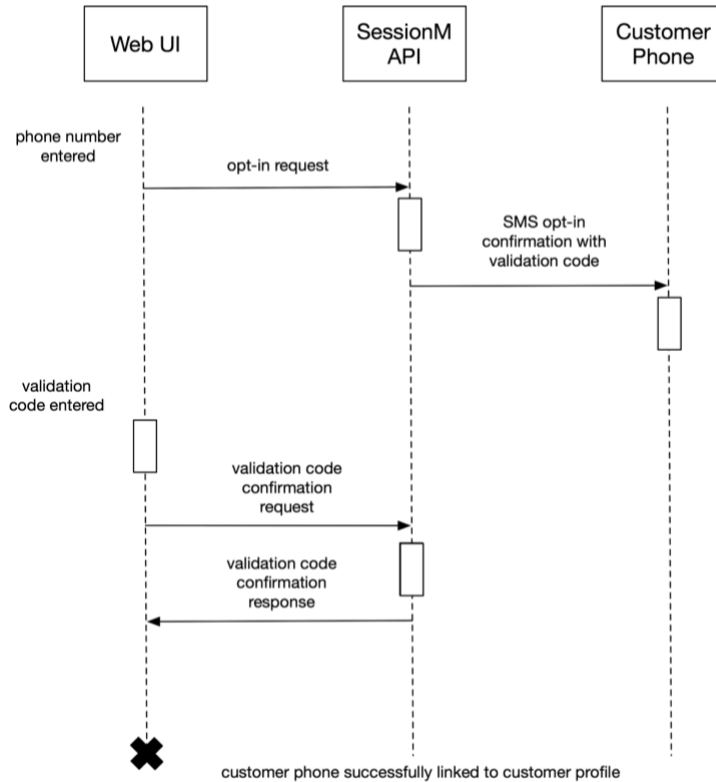 Web UI
SessionM
API
Customer
Phone
phone number
entered
opt-in request
SMS opt-in
confirmation with
validation code
validation
code entered
validation code
confirmation
request
validation code
confirmation
response
customer phone successfully linked to customer profile